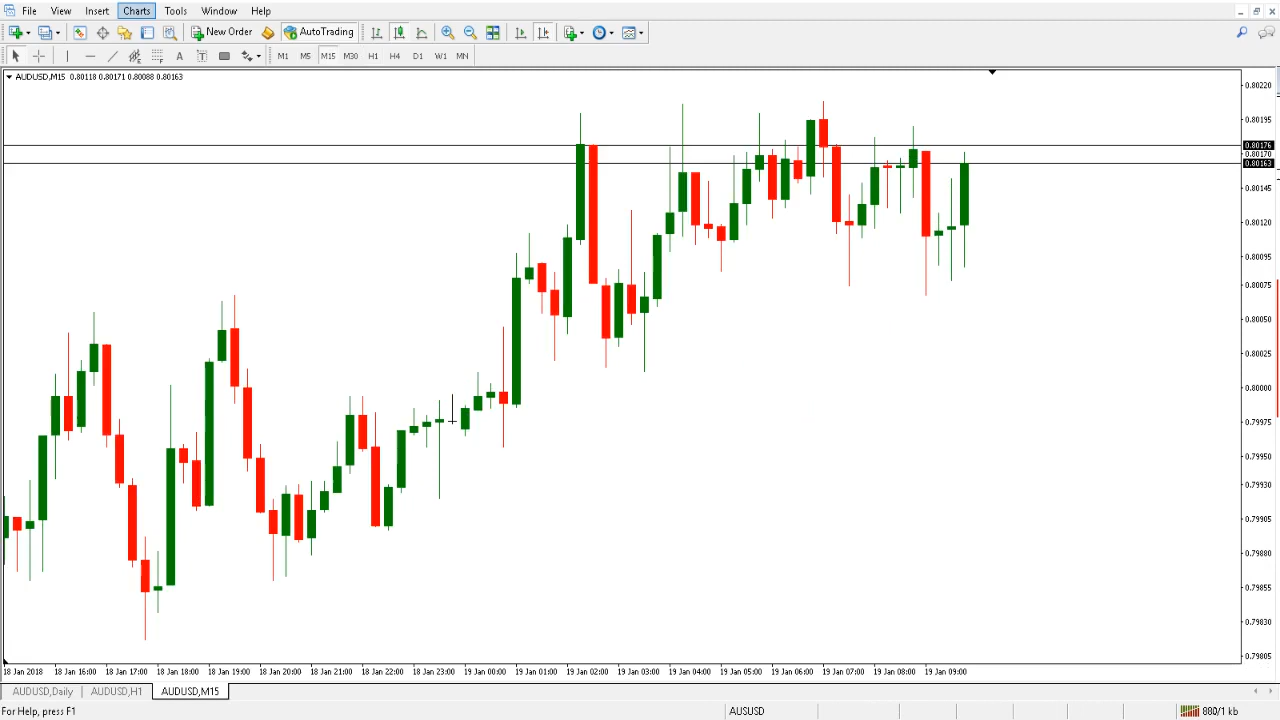 File View Insert Charts Tools Window Help
New Order AutoTrading
A T M1 M5 M15 M30 H1 H4 D1 W1 MN
AUDUSD,M15 0.80118 0.80171 0.80088 0.80163
0.80220
0.80195
0.80176
0.80170
0.80163
0.80145
0.80120
0.80095
0.80075
0.80050
0.80025
0.80000
0.79975
0.79950
0.79930
0.79905
0.79880
0.79855
0.79830
0.79805
18 Jan 2018 18 Jan 16:00 18 Jan 17:00 18 Jan 18:00 18 Jan 19:00 18 Jan 20:00 18 Jan 21:00 18 Jan 22:00 18 Jan 23:00 19 Jan 00:00 19 Jan 01:00 19 Jan 02:00 19 Jan 03:00 19 Jan 04:00 19 Jan 05:00 19 Jan 06:00 19 Jan 07:00 19 Jan 08:00 19 Jan 09:00
AUDUSD,Daily AUDUSD,H1 AUDUSD,M15
For Help, press F1 AUSUSD 880/1 kb